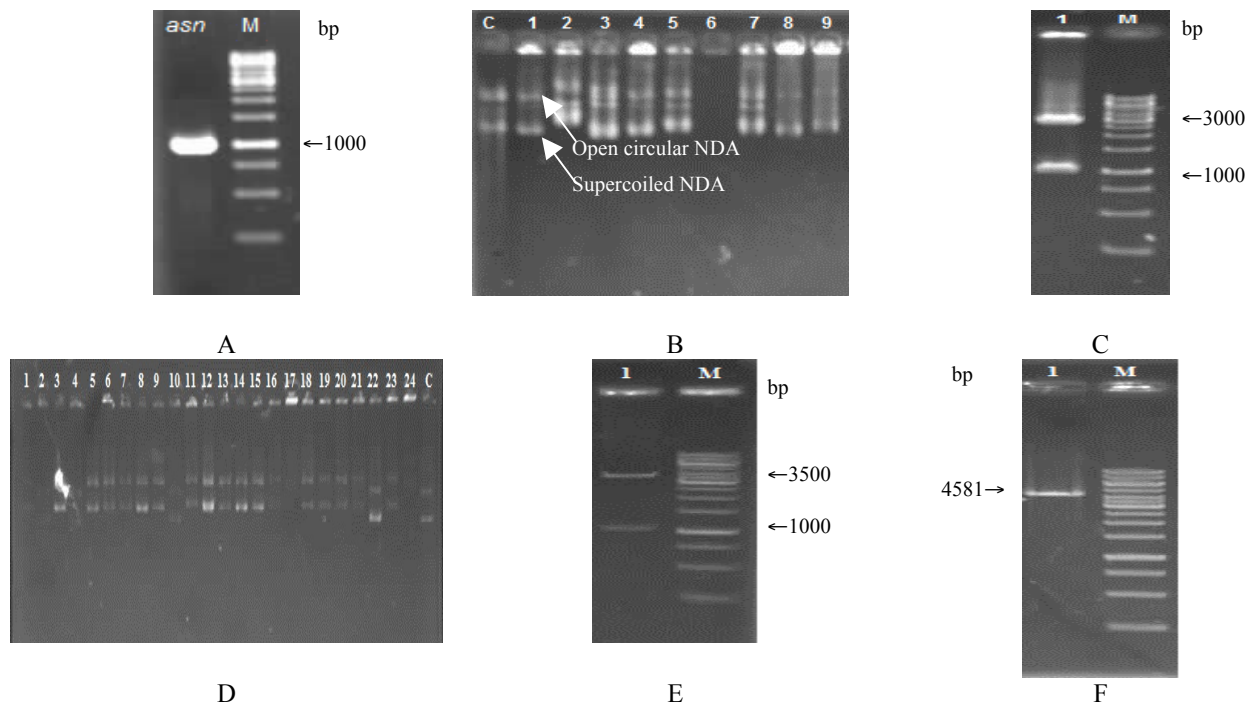 asn M bp
←1000
A
C 1 2 3 4 5 6 7 8 9
Open circular NDA
Supercoiled NDA
B
1 M bp
←3000
←1000
C
1 2 3 4 5 6 7 8 9 10 11 12 13 14 15 16 17 18 19 20 21 22 23 24 C
D
1 M bp
←3500
←1000
E
bp 1 M
4581→
F